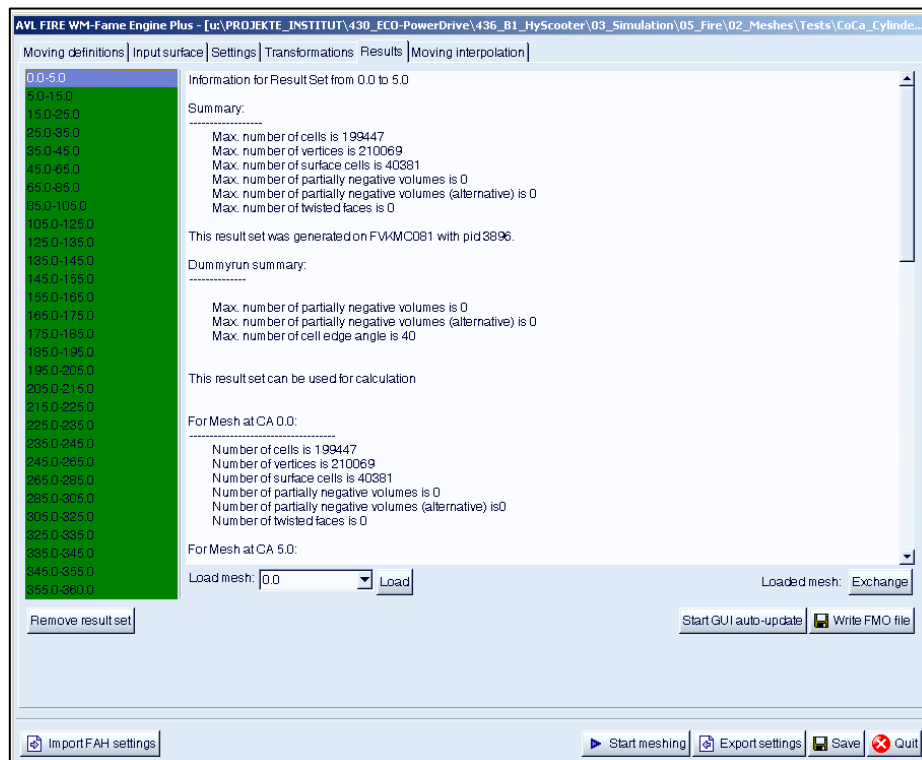 AVL FIRE WM-Fame Engine Plus - [u:\PROJEKTE_INSTITUT\430_ECO-PowerDrive\436_B1_HyScooter\03_Simulation\05_Fire\02_Meshes\Tests\CoCa_Cylinde...
Moving definitions Input surface Settings Transformations Results Moving interpolation
0.0-5.0
5.0-15.0
15.0-25.0
25.0-35.0
35.0-45.0
45.0-65.0
65.0-85.0
85.0-105.0
105.0-125.0
125.0-135.0
135.0-145.0
145.0-155.0
155.0-165.0
165.0-175.0
175.0-185.0
185.0-195.0
195.0-205.0
205.0-215.0
215.0-225.0
225.0-235.0
235.0-245.0
245.0-265.0
265.0-285.0
285.0-305.0
305.0-325.0
325.0-335.0
335.0-345.0
345.0-355.0
355.0-360.0
Information for Result Set from 0.0 to 5.0
Summary:
------------------
Max. number of cells is 199447
Max. number of vertices is 210069
Max. number of surface cells is 40381
Max. number of partially negative volumes is 0
Max. number of partially negative volumes (alternative) is 0
Max. number of twisted faces is 0
This result set was generated on FVKMC081 with pid 3896.
Dummyrun summary:
--------------
Max. number of partially negative volumes is 0
Max. number of partially negative volumes (alternative) is 0
Max. number of cell edge angle is 40
This result set can be used for calculation
For Mesh at CA 0.0:
------------------------------------
Number of cells is 199447
Number of vertices is 210069
Number of surface cells is 40381
Number of partially negative volumes is 0
Number of partially negative volumes (alternative) is0
Number of twisted faces is 0
For Mesh at CA 5.0:
Load mesh: 0.0 Load Loaded mesh: Exchange
Remove result set Start GUI auto-update Write FMO file
Import FAH settings Start meshing Export settings Save Quit